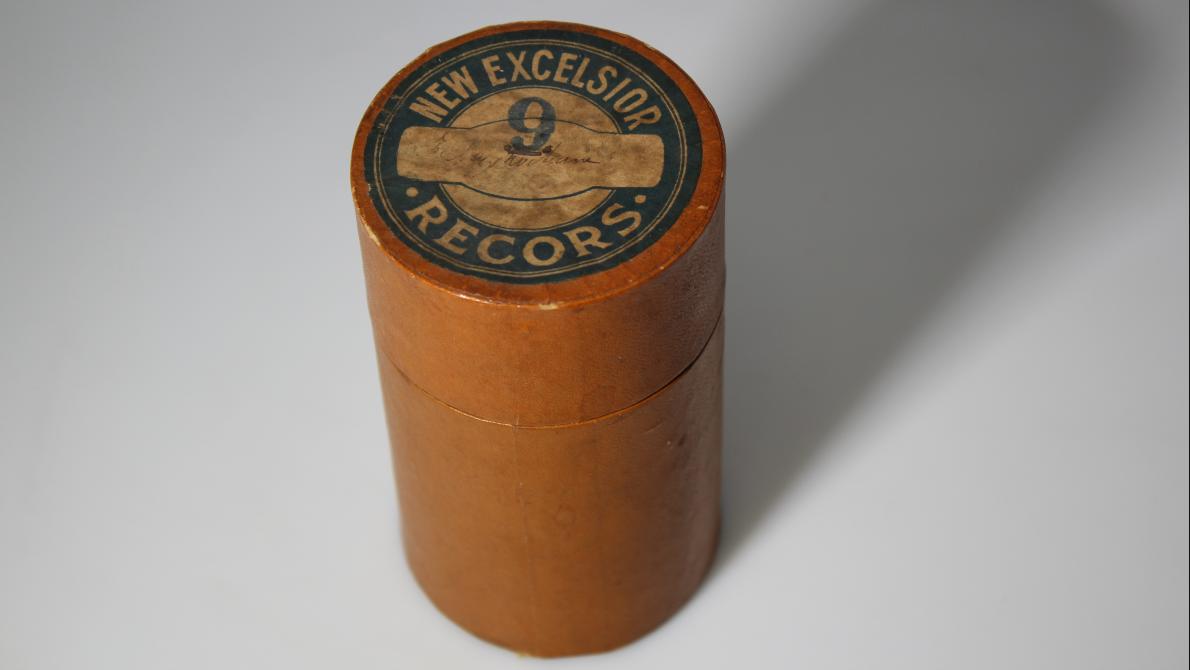 NEW EXCELSIOR
9
• RECORS •